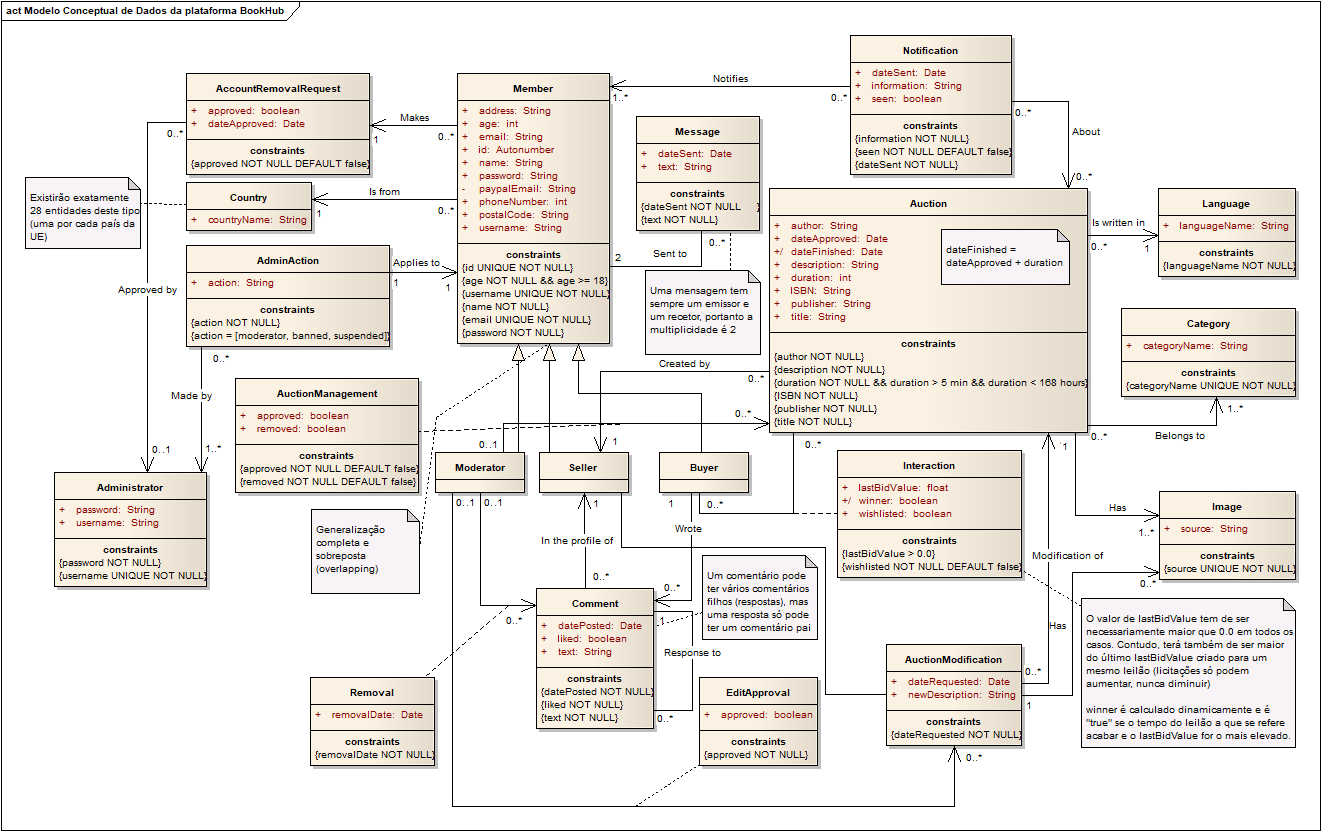 act Modelo Conceptual de Dados da plataforma BookHub
Notification
+ dateSent: Date
+ information: String
+ seen: boolean
constraints
{information NOT NULL}
{seen NOT NULL DEFAULT false}
{dateSent NOT NULL}
AccountRemovalRequest
+ approved: boolean
+ dateApproved: Date
constraints
{approved NOT NULL DEFAULT false}
Member
+ address: String
+ age: int
+ email: String
+ id: Autonumber
+ name: String
+ password: String
- paypalEmail: String
+ phoneNumber: int
+ postalCode: String
+ username: String
constraints
{id UNIQUE NOT NULL}
{age NOT NULL && age >= 18}
{username UNIQUE NOT NULL}
{name NOT NULL}
{email UNIQUE NOT NULL}
{password NOT NULL}
Notifies
1..*
0..*
Makes
0..*
1
0..*
Message
+ dateSent: Date
+ text: String
constraints
{dateSent NOT NULL }
{text NOT NULL}
0..*
About
0..*
Existirão exatamente
28 entidades deste tipo
(uma por cada país da
UE)
Country
+ countryName: String
Is from
1
0..*
Auction
+ author: String
+ dateApproved: Date
+/ dateFinished: Date
+ description: String
+ duration: int
+ ISBN: String
+ publisher: String
+ title: String
constraints
{author NOT NULL}
{description NOT NULL}
{duration NOT NULL && duration > 5 min && duration < 168 hours}
{ISBN NOT NULL}
{publisher NOT NULL}
{title NOT NULL}
dateFinished =
dateApproved + duration
Is written in
0..*
1
Language
+ languageName: String
constraints
{languageName NOT NULL}
AdminAction
+ action: String
constraints
{action NOT NULL}
{action = [moderator, banned, suspended]}
Applies to
1
1
2
Sent to
0..*
Uma mensagem tem
sempre um emissor e
um recetor, portanto a
multiplicidade é 2
Approved by
Category
+ categoryName: String
constraints
{categoryName UNIQUE NOT NULL}
0..*
Made by
Created by
0..*
1
AuctionManagement
+ approved: boolean
+ removed: boolean
constraints
{approved NOT NULL DEFAULT false}
{removed NOT NULL DEFAULT false}
0..1
0..*
0..*
1..*
Belongs to
0..1
1..*
Administrator
+ password: String
+ username: String
constraints
{password NOT NULL}
{username UNIQUE NOT NULL}
Moderator
Seller
Buyer
0..*
1
Interaction
+ lastBidValue: float
+/ winner: boolean
+ wishlisted: boolean
constraints
{lastBidValue > 0.0}
{wishlisted NOT NULL DEFAULT false}
0..1
0..1
1
1
0..*
Generalização
completa e
sobreposta
(overlapping)
In the profile of
Wrote
Has
1..*
Image
+ source: String
constraints
{source UNIQUE NOT NULL}
Modification of
0..*
0..*
0..*
Um comentário pode
ter vários comentários
filhos (respostas), mas
uma resposta só pode
ter um comentário pai
0..*
Comment
+ datePosted: Date
+ liked: boolean
+ text: String
constraints
{datePosted NOT NULL}
{liked NOT NULL}
{text NOT NULL}
1
Response to
0..*
Has
O valor de lastBidValue tem de ser
necessariamente maior que 0.0 em todos os
casos. Contudo, terá também de ser maior
do último lastBidValue criado para um
mesmo leilão (licitações só podem
aumentar, nunca diminuir)
winner é calculado dinamicamente e é
"true" se o tempo do leilão a que se refere
acabar e o lastBidValue for o mais elevado.
AuctionModification
+ dateRequested: Date
+ newDescription: String
constraints
{dateRequested NOT NULL}
0..*
1
0..*
Removal
+ removalDate: Date
constraints
{removalDate NOT NULL}
EditApproval
+ approved: boolean
constraints
{approved NOT NULL}